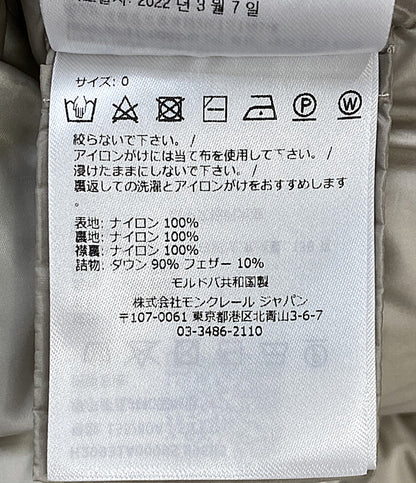 2022 년 3 월 7 일
サイズ: 0
P W
絞らないで下さい。/
アイロンがけには当て布を使用して下さい。/
浸けたままにしないで下さい。/
裏返しての洗濯とアイロンがけをおすすめします
。
表地: ナイロン 100%
裏地: ナイロン 100%
襟裏: ナイロン 100%
詰物: ダウン 90% フェザー 10%
モルドバ共和国製
株式会社モンクレール ジャパン
〒107-0061 東京都港区北青山3-6-7
03-3486-2110